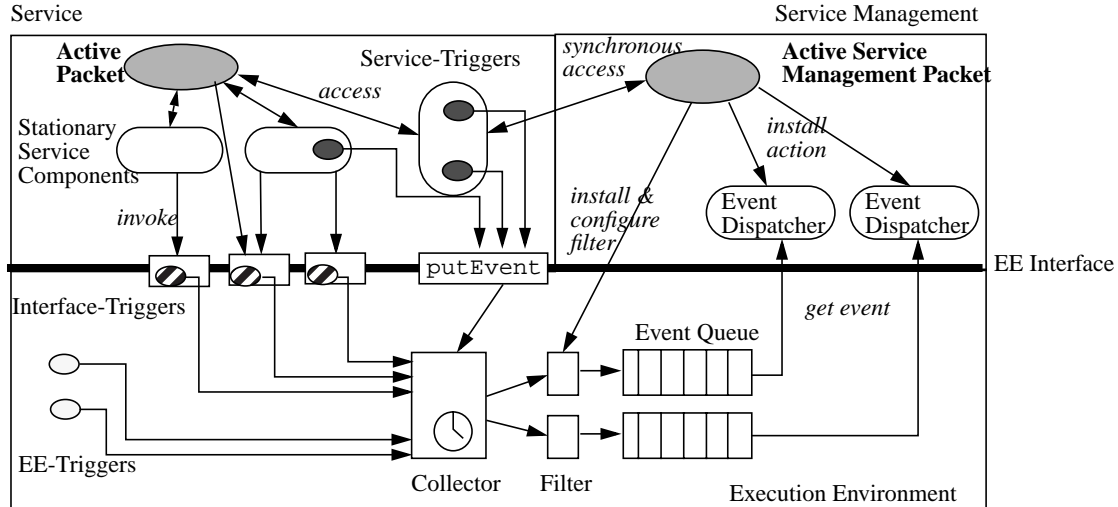 Service
Service Management
Active
Packet
Service-Triggers
synchronous
access
Active Service
Management Packet
access
Stationary
Service
Components
install
action
invoke
install &
configure
filter
Event
Dispatcher
Event
Dispatcher
putEvent
EE Interface
Interface-Triggers
get event
Event Queue
EE-Triggers
Collector
Filter
Execution Environment